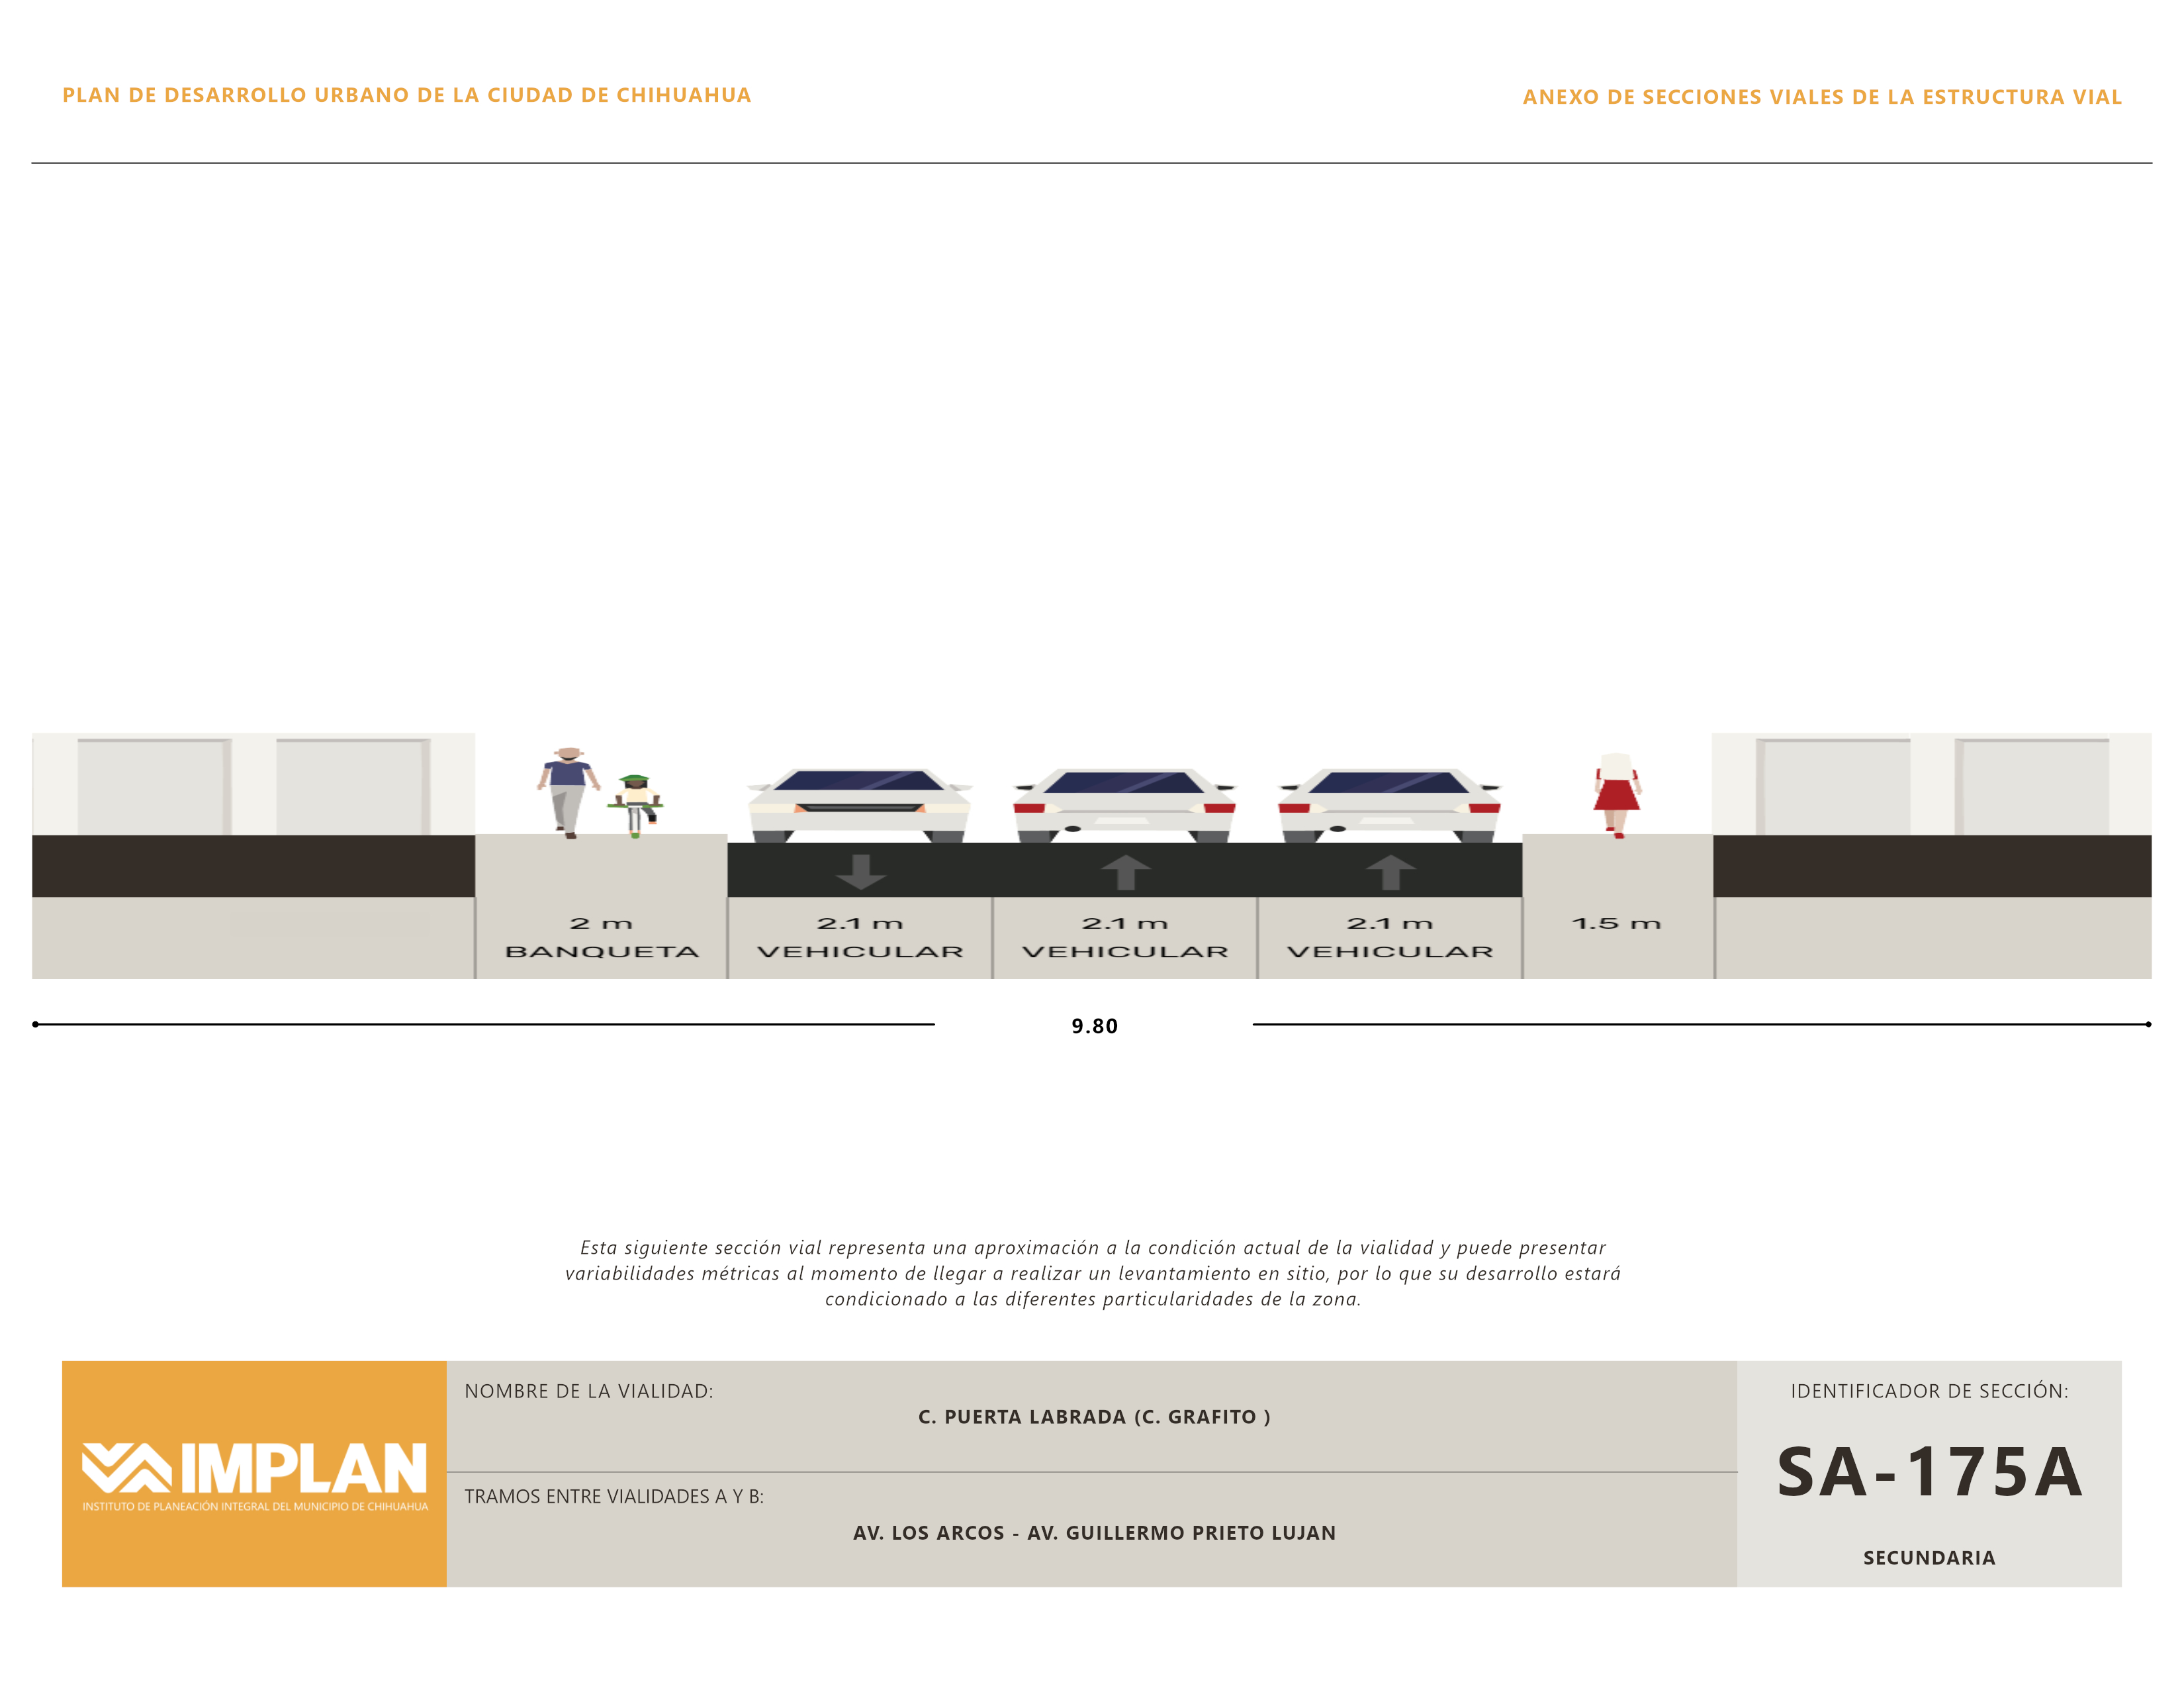 PLAN DE DESARROLLO URBANO DE LA CIUDAD DE CHIHUAHUA
ANEXO DE SECCIONES VIALES DE LA ESTRUCTURA VIAL
2 m
BANQUETA
2.1 m
VEHICULAR
2.1 m
VEHICULAR
2.1 m
VEHICULAR
1.5 m
9.80
Esta siguiente sección vial representa una aproximación a la condición actual de la vialidad y puede presentar
variabilidades métricas al momento de llegar a realizar un levantamiento en sitio, por lo que su desarrollo estará
condicionado a las diferentes particularidades de la zona.
IMPLAN
INSTITUTO DE PLANEACIÓN INTEGRAL DEL MUNICIPIO DE CHIHUAHUA
NOMBRE DE LA VIALIDAD:
C. PUERTA LABRADA (C. GRAFITO )
TRAMOS ENTRE VIALIDADES A Y B:
AV. LOS ARCOS - AV. GUILLERMO PRIETO LUJAN
IDENTIFICADOR DE SECCIÓN:
SA-175A
SECUNDARIA